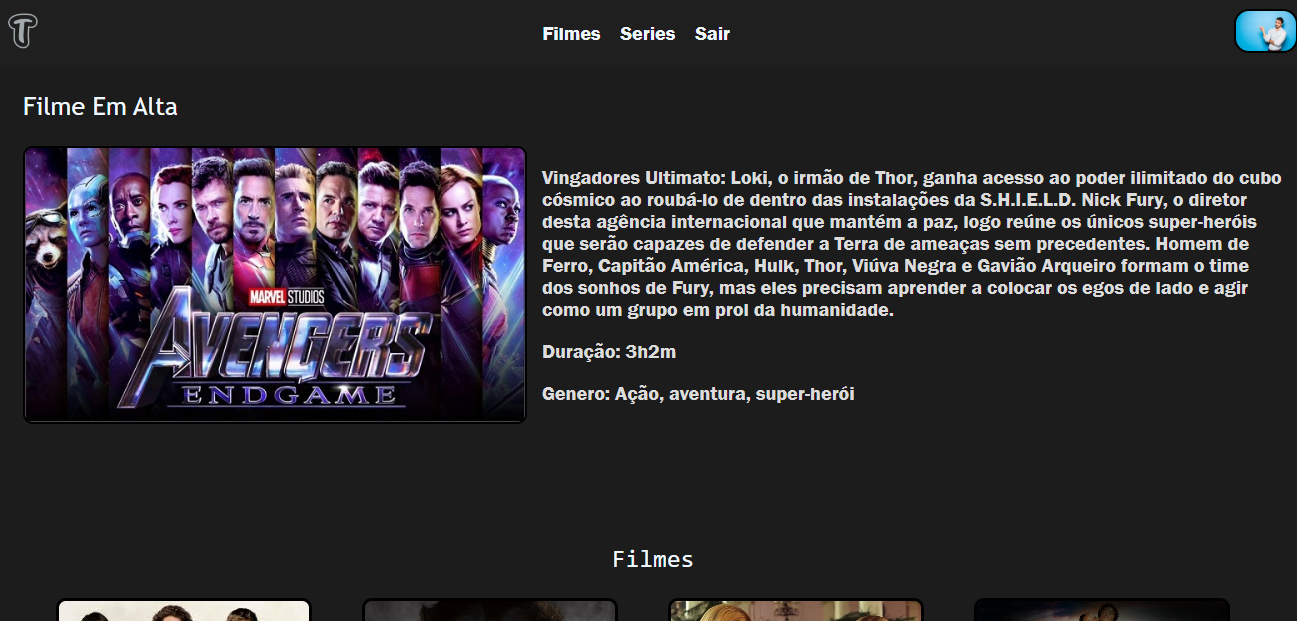 T
Filmes Series Sair
Filme Em Alta
MARVEL STUDIOS
AVENGERS
ENDGAME
Vingadores Ultimato: Loki, o irmão de Thor, ganha acesso ao poder ilimitado do cubo
cósmico ao roubá-lo de dentro das instalações da S.H.I.E.L.D. Nick Fury, o diretor
desta agência internacional que mantém a paz, logo reúne os únicos super-heróis
que serão capazes de defender a Terra de ameaças sem precedentes. Homem de
Ferro, Capitão América, Hulk, Thor, Viúva Negra e Gavião Arqueiro formam o time
dos sonhos de Fury, mas eles precisam aprender a colocar os egos de lado e agir
como um grupo em prol da humanidade.
Duração: 3h2m
Genero: Ação, aventura, super-herói
Filmes